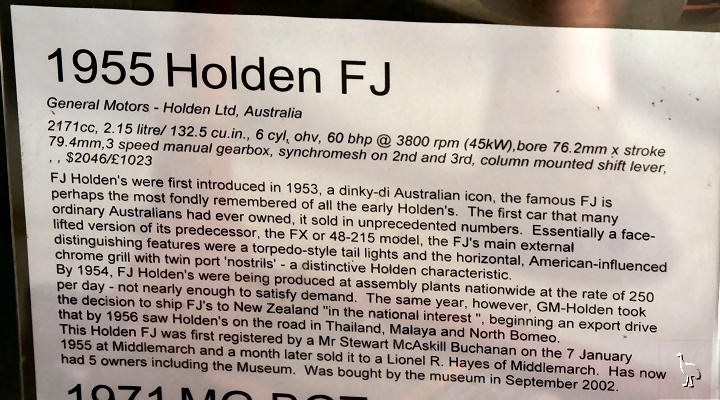 1955 Holden FJ
General Motors - Holden Ltd, Australia
2171cc, 2.15 litre/ 132.5 cu.in., 6 cyl, ohv, 60 bhp @ 3800 rpm (45kW),bore 76.2mm x stroke
79.4mm,3 speed manual gearbox, synchromesh on 2nd and 3rd, column mounted shift lever,
, , $2046/£1023
FJ Holden's were first introduced in 1953, a dinky-di Australian icon, the famous FJ is
perhaps the most fondly remembered of all the early Holden's. The first car that many
ordinary Australians had ever owned, it sold in unprecedented numbers. Essentially a face-
lifted version of its predecessor, the FX or 48-215 model, the FJ's main external
distinguishing features were a torpedo-style tail lights and the horizontal, American-influenced
chrome grill with twin port 'nostrils' - a distinctive Holden characteristic.
By 1954, FJ Holden's were being produced at assembly plants nationwide at the rate of 250
per day - not nearly enough to satisfy demand. The same year, however, GM-Holden took
the decision to ship FJ's to New Zealand "in the national interest ", beginning an export drive
that by 1956 saw Holden's on the road in Thailand, Malaya and North Borneo.
This Holden FJ was first registered by a Mr Stewart McAskill Buchanan on the 7 January
1955 at Middlemarch and a month later sold it to a Lionel R. Hayes of Middlemarch. Has now
had 5 owners including the Museum. Was bought by the museum in September 2002.
1971 MG BGT